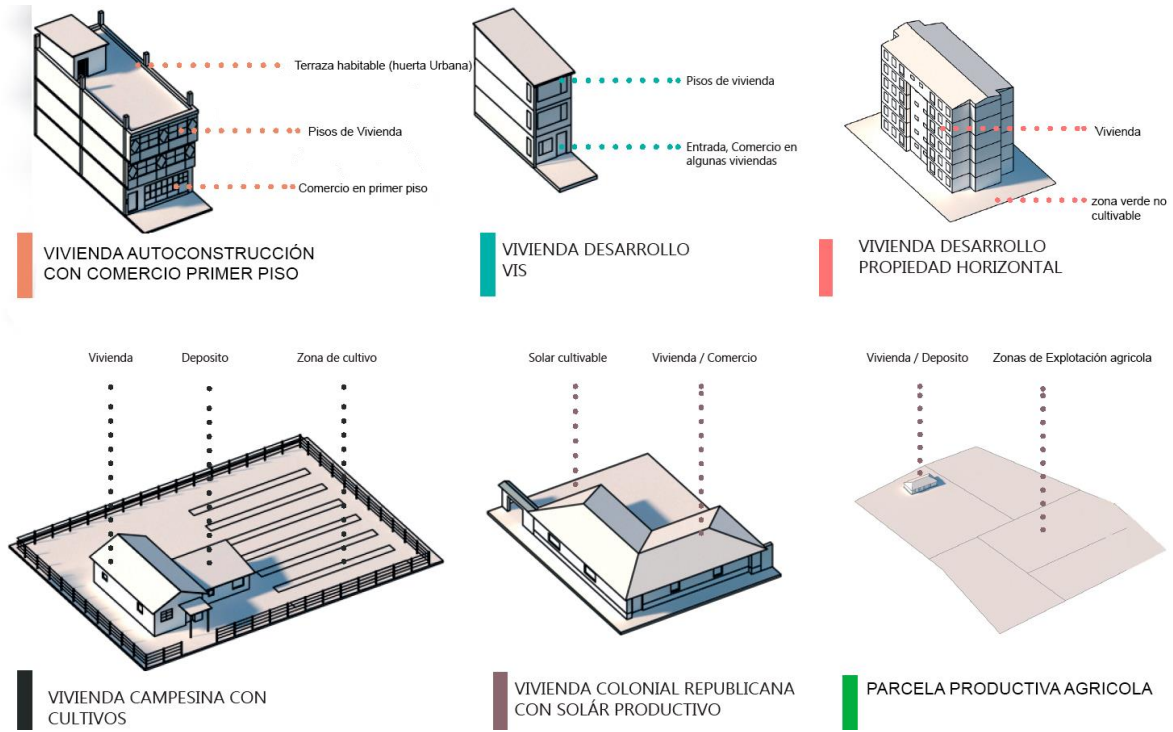 Terraza habitable (huerta Urbana)
Pisos de Vivienda
Comercio en primer piso
VIVIENDA AUTOCONSTRUCCIÓN
CON COMERCIO PRIMER PISO
Pisos de vivienda
Entrada, Comercio en
algunas viviendas
VIVIENDA DESARROLLO
VIS
Vivienda
zona verde no
cultivable
VIVIENDA DESARROLLO
PROPIEDAD HORIZONTAL
Vivienda
Deposito
Zona de cultivo
VIVIENDA CAMPESINA CON
CULTIVOS
Solar cultivable
Vivienda / Comercio
VIVIENDA COLONIAL REPUBLICANA
CON SOLÁR PRODUCTIVO
Vivienda / Deposito
Zonas de Explotación agricola
PARCELA PRODUCTIVA AGRICOLA